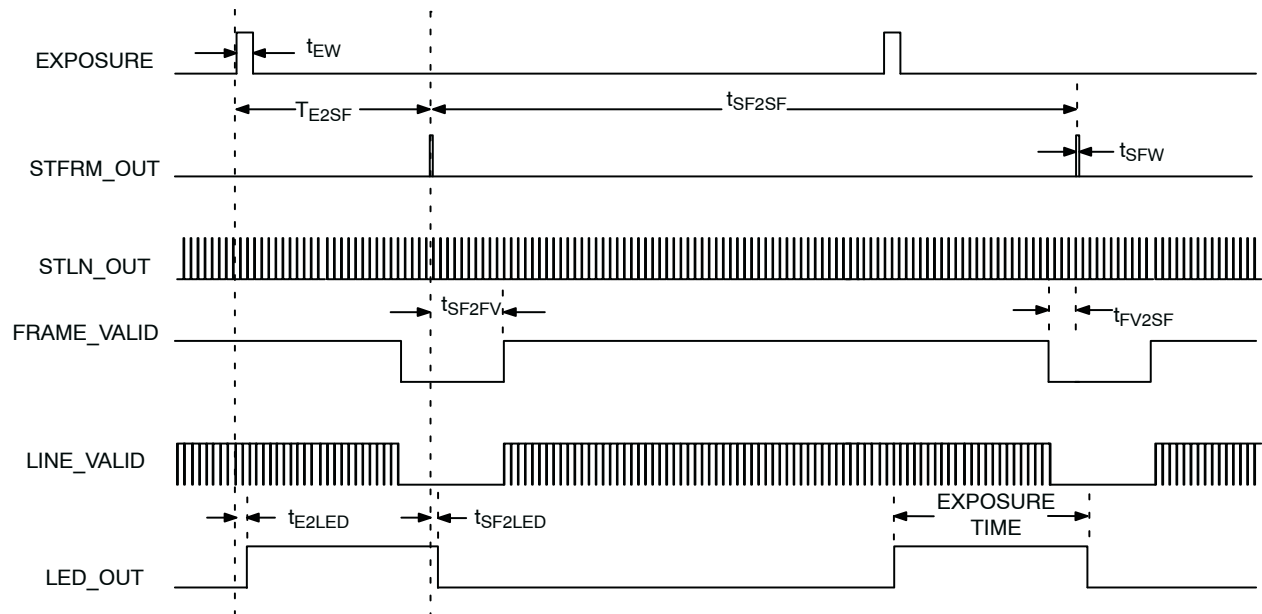 EXPOSURE
tEW
TE2SF
tSF2SF
STFRM_OUT
tSFW
STLN_OUT
tSF2FV
FRAME_VALID
tFV2SF
LINE_VALID
tE2LED
tSF2LED
EXPOSURE
TIME
LED_OUT